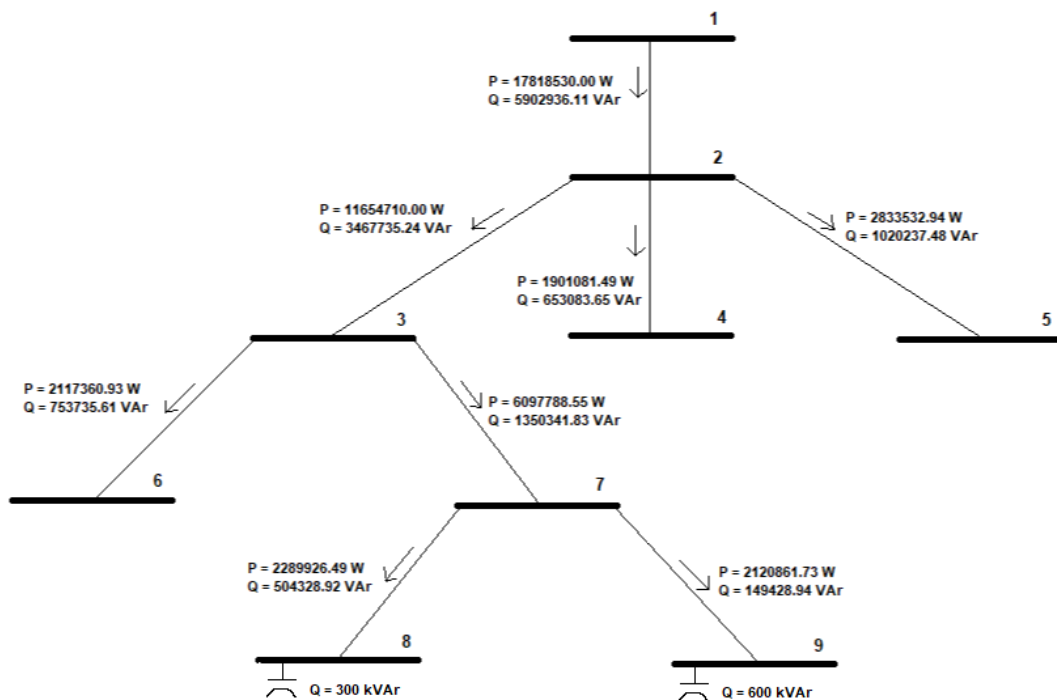 1
P = 17818530.00 W
Q = 5902936.11 VAr
2
P = 11654710.00 W
Q = 3467735.24 VAr
P = 2833532.94 W
Q = 1020237.48 VAr
P = 1901081.49 W
Q = 653083.65 VAr
3
4
5
P = 2117360.93 W
Q = 753735.61 VAr
P = 6097788.55 W
Q = 1350341.83 VAr
6
7
P = 2289926.49 W
Q = 504328.92 VAr
P = 2120861.73 W
Q = 149428.94 VAr
8
9
Q = 300 kVAr
Q = 600 kVAr